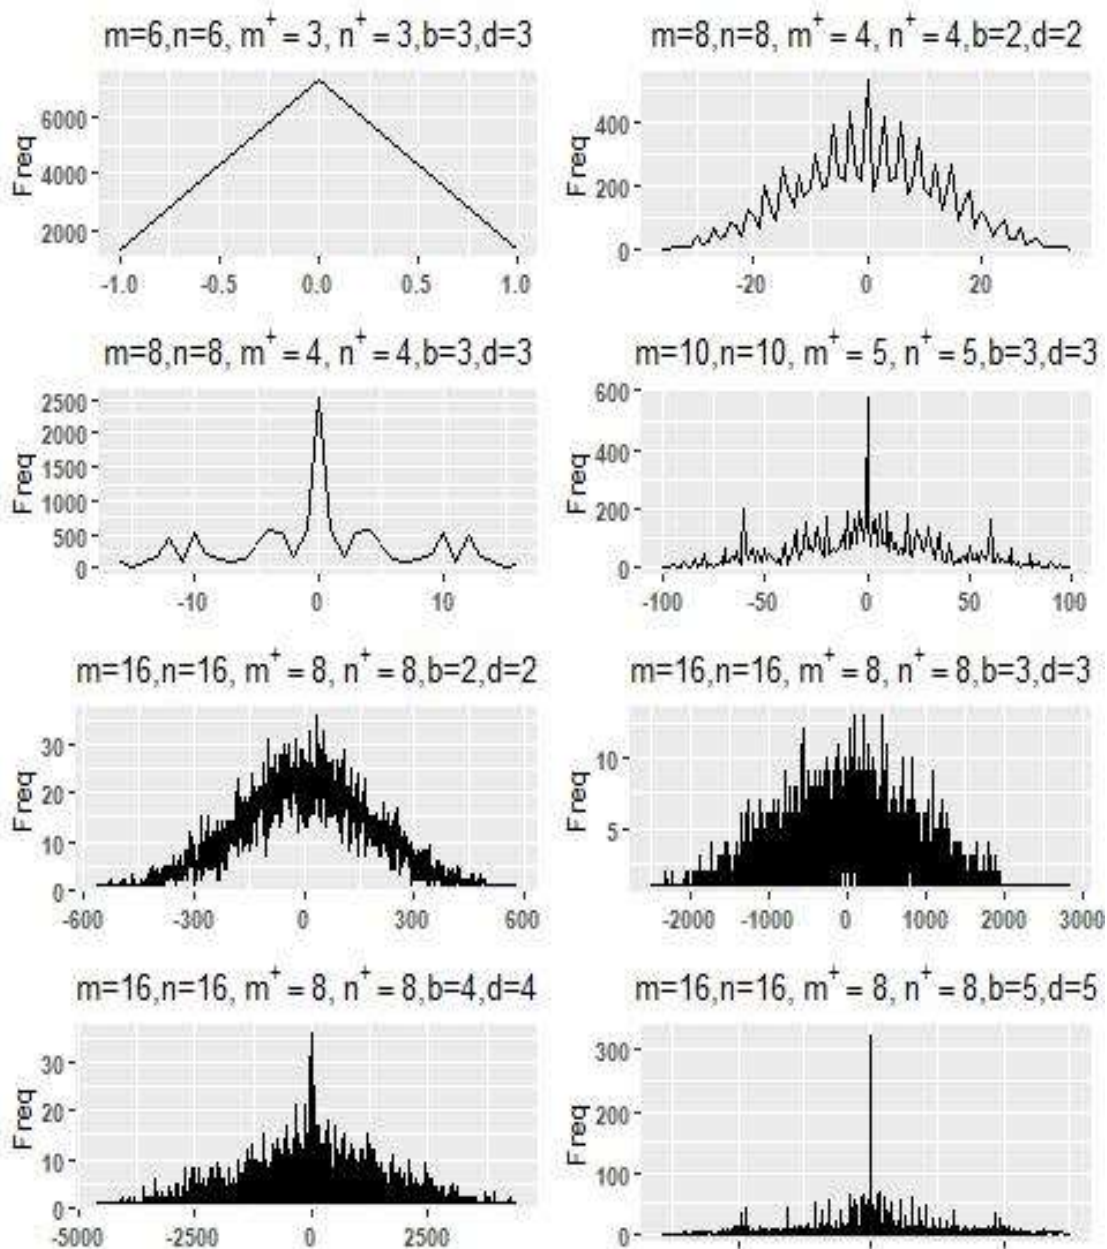 m=6,n=6, m⁺ = 3, n⁺ = 3,b=3,d=3
Freq
6000
4000
2000
-1.0 -0.5 0.0 0.5 1.0
m=8,n=8, m⁺ = 4, n⁺ = 4,b=2,d=2
Freq
400
200
0
-20 0 20
m=8,n=8, m⁺ = 4, n⁺ = 4,b=3,d=3
Freq
2500
2000
1500
1000
500
0
-10 0 10
m=10,n=10, m⁺ = 5, n⁺ = 5,b=3,d=3
Freq
600
400
200
0
-100 -50 0 50 100
m=16,n=16, m⁺ = 8, n⁺ = 8,b=2,d=2
Freq
30
20
10
0
-600 -300 0 300 600
m=16,n=16, m⁺ = 8, n⁺ = 8,b=3,d=3
Freq
10
5
-2000 -1000 0 1000 2000 3000
m=16,n=16, m⁺ = 8, n⁺ = 8,b=4,d=4
Freq
30
20
10
0
-5000 -2500 0 2500
m=16,n=16, m⁺ = 8, n⁺ = 8,b=5,d=5
Freq
300
200
100
0